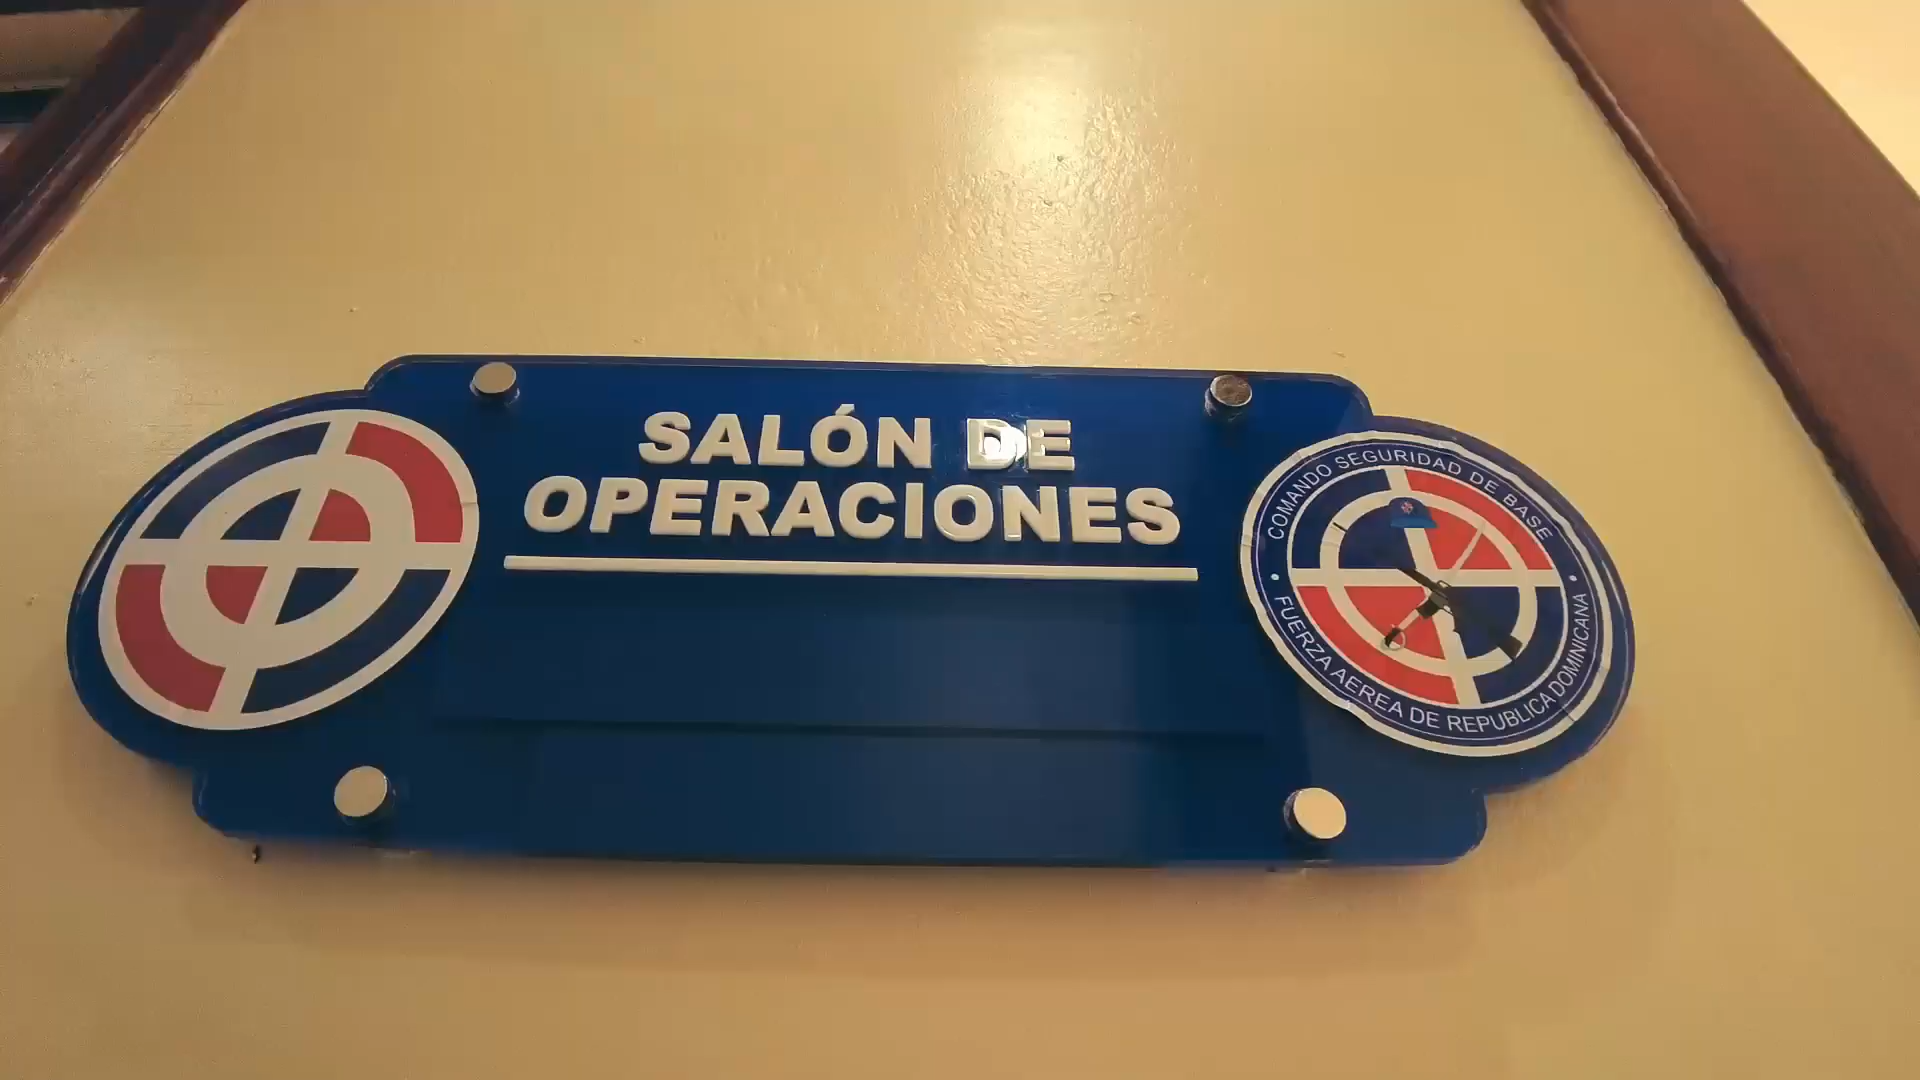 SALÓN DE
OPERACIONES
COMANDO SEGURIDAD DE BASE
• FUERZA AEREA DE REPUBLICA DOMINICANA •